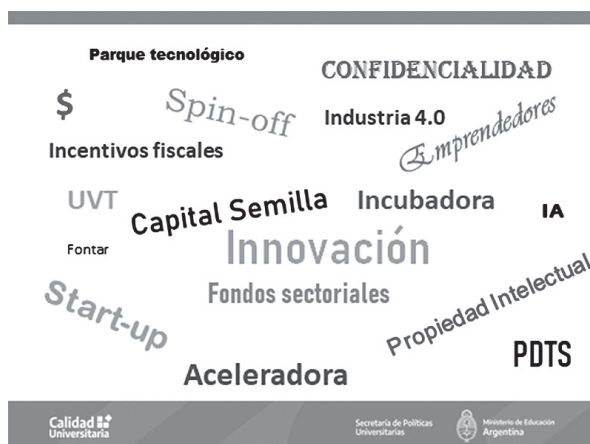 Parque tecnológico
CONFIDENCIALIDAD
$
Spin-off
Industria 4.0
Emprendedores
Incentivos fiscales
UVT
Capital Semilla
Incubadora
IA
Fontar
Innovación
Start-up
Fondos sectoriales
Propiedad Intelectual
PDTS
Aceleradora
Calidad
Universitaria
Secretaría de Políticas
Universitarias
Ministerio de Educación
Argentina